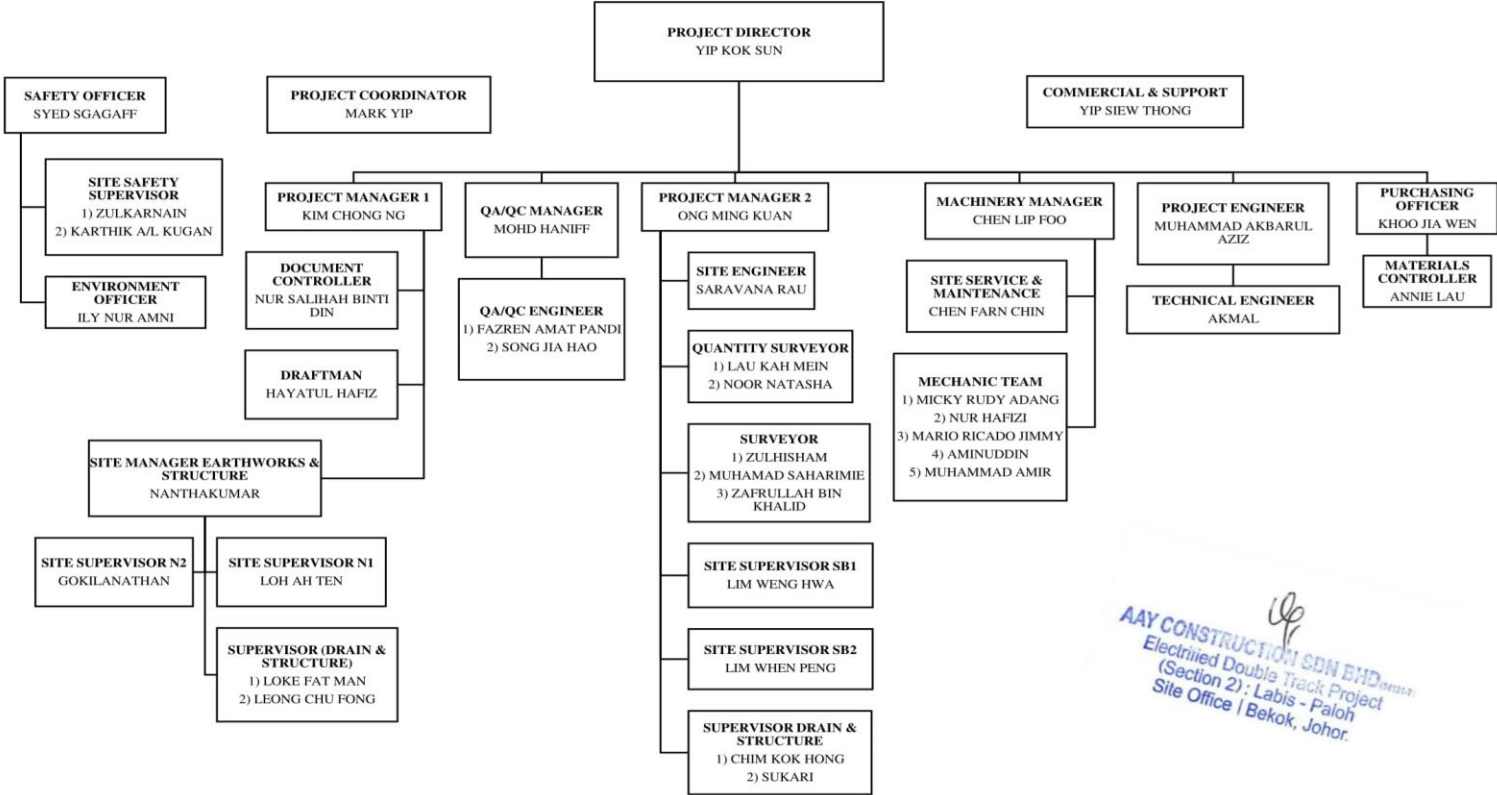 PROJECT DIRECTOR
YIP KOK SUN
SAFETY OFFICER
SYED SGAGAFF
PROJECT COORDINATOR
MARK YIP
COMMERCIAL & SUPPORT
YIP SIEW THONG
SITE SAFETY
SUPERVISOR
1) ZULKARNAIN
2) KARTHIK A/L KUGAN
ENVIRONMENT
OFFICER
ILY NUR AMNI
PROJECT MANAGER 1
KIM CHONG NG
DOCUMENT
CONTROLLER
NUR SALIHAH BINTI
DIN
DRAFTMAN
HAYATUL HAFIZ
SITE MANAGER EARTHWORKS &
STRUCTURE
NANTHAKUMAR
SITE SUPERVISOR N2
GOKILANATHAN
SITE SUPERVISOR N1
LOH AH TEN
SUPERVISOR (DRAIN &
STRUCTURE)
1) LOKE FAT MAN
2) LEONG CHU FONG
QA/QC MANAGER
MOHD HANIFF
QA/QC ENGINEER
1) FAZREN AMAT PANDI
2) SONG JIA HAO
PROJECT MANAGER 2
ONG MING KUAN
SITE ENGINEER
SARAVANA RAU
QUANTITY SURVEYOR
1) LAU KAH MEIN
2) NOOR NATASHA
SURVEYOR
1) ZULHISHAM
2) MUHAMAD SAHARIMIE
3) ZAFRULLAH BIN
KHALID
SITE SUPERVISOR SB1
LIM WENG HWA
SITE SUPERVISOR SB2
LIM WHEN PENG
SUPERVISOR DRAIN &
STRUCTURE
1) CHIM KOK HONG
2) SUKARI
MACHINERY MANAGER
CHEN LIP FOO
SITE SERVICE &
MAINTENANCE
CHEN FARN CHIN
MECHANIC TEAM
1) MICKY RUDY ADANG
2) NUR HAFIZI
3) MARIO RICADO JIMMY
4) AMINUDDIN
5) MUHAMMAD AMIR
PROJECT ENGINEER
MUHAMMAD AKBARUL
AZIZ
TECHNICAL ENGINEER
AKMAL
PURCHASING
OFFICER
KHOO JIA WEN
MATERIALS
CONTROLLER
ANNIE LAU
AAY CONSTRUCTION SDN BHD
Electrified Double Track Project
(Section 2) : Labis - Paloh
Site Office | Bekok, Johor.